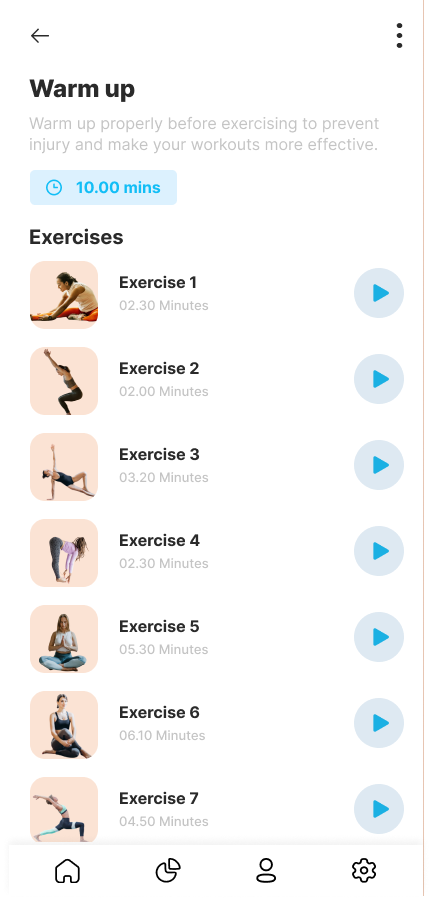 Warm up
Warm up properly before exercising to prevent
injury and make your workouts more effective.
10.00 mins
Exercises
Exercise 1
02.30 Minutes
Exercise 2
02.00 Minutes
Exercise 3
03.20 Minutes
Exercise 4
02.30 Minutes
Exercise 5
05.30 Minutes
Exercise 6
06.10 Minutes
Exercise 7
04.50 Minutes